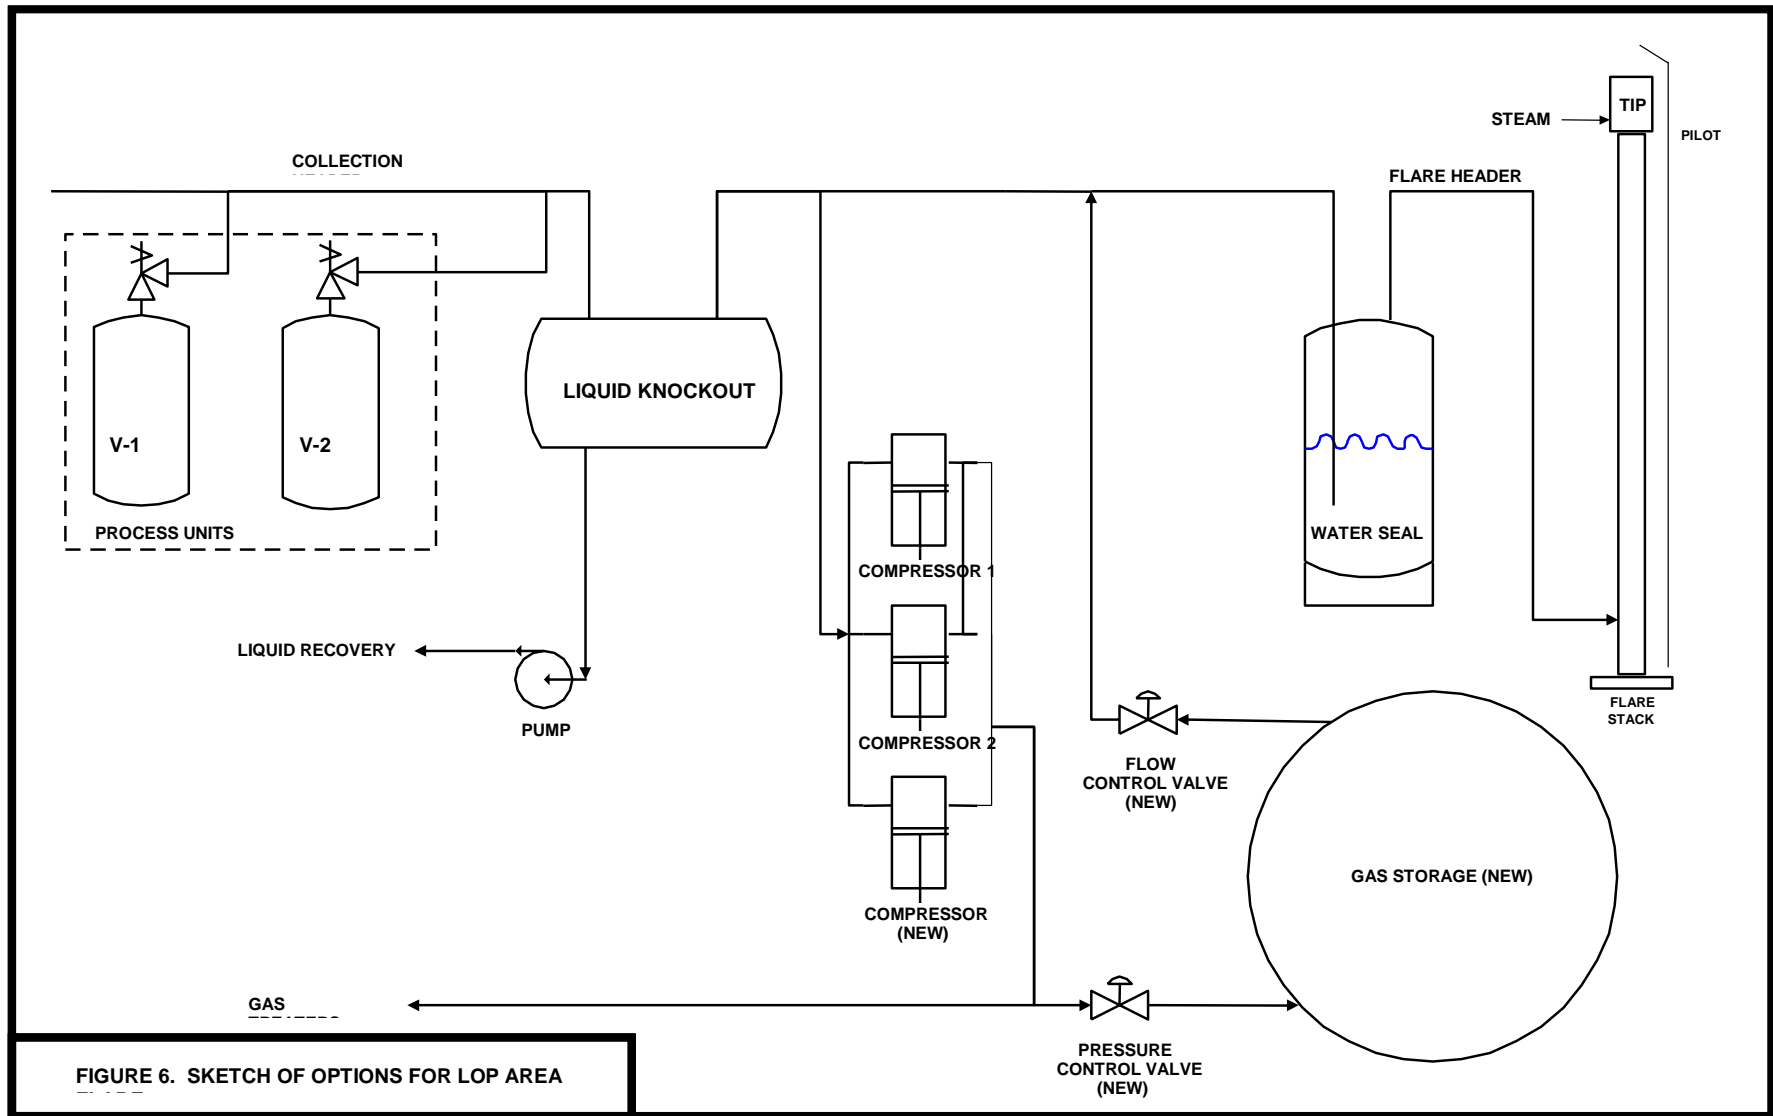 TIP
STEAM
PILOT
COLLECTION
FLARE HEADER
LIQUID KNOCKOUT
V-1
V-2
PROCESS UNITS
WATER SEAL
COMPRESSOR 1
LIQUID RECOVERY
PUMP
COMPRESSOR 2
FLARE
STACK
FLOW
CONTROL VALVE
(NEW)
GAS STORAGE (NEW)
COMPRESSOR
(NEW)
GAS
PRESSURE
CONTROL VALVE
(NEW)
FIGURE 6. SKETCH OF OPTIONS FOR LOP AREA